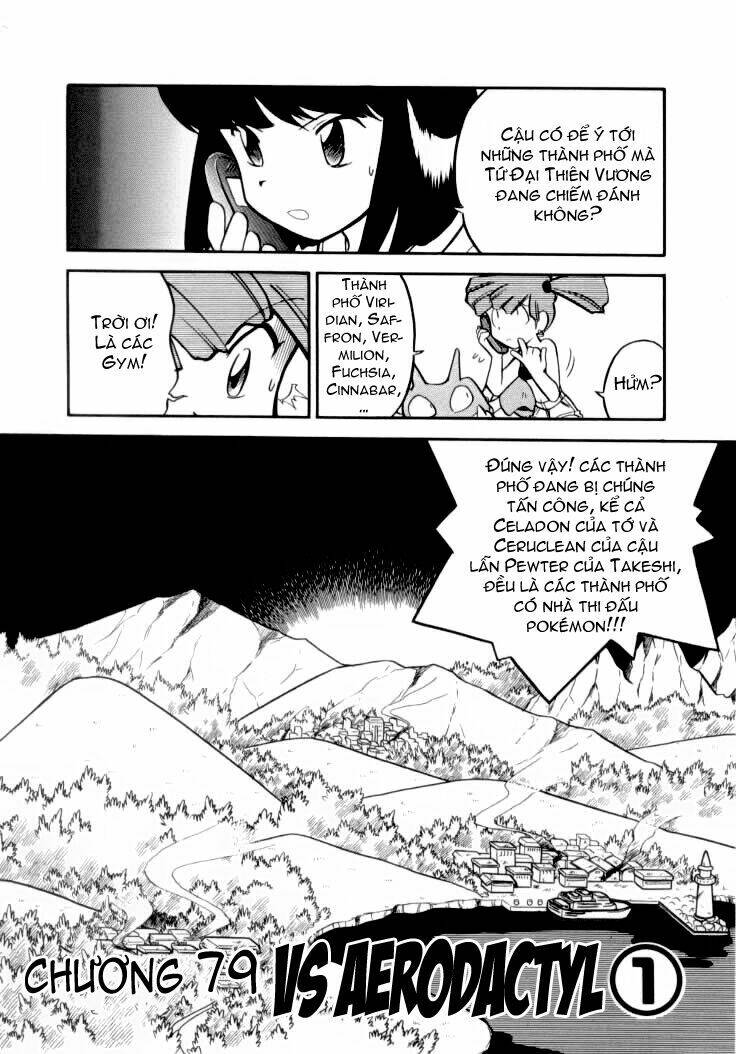 Cậu có để ý tới
những thành phố mà
Tứ Đại Thiên Vương
đang chiếm đánh
không?
Trời ơi!
Là các
Gym!
Thành
phố Viri-
dian, Saf-
fron, Ver-
milion,
Fuchsia,
Cinnabar,
...
Hửm?
Đúng vậy! Các thành
phố đang bị chúng
tấn công, kể cả
Celadon của tớ và
Ceruclean của cậu
lẫn Pewter của Takeshi,
đều là các thành phố
có nhà thi đấu
Pokémon!!!
CHƯƠNG 79 VS AERODACTYL 1